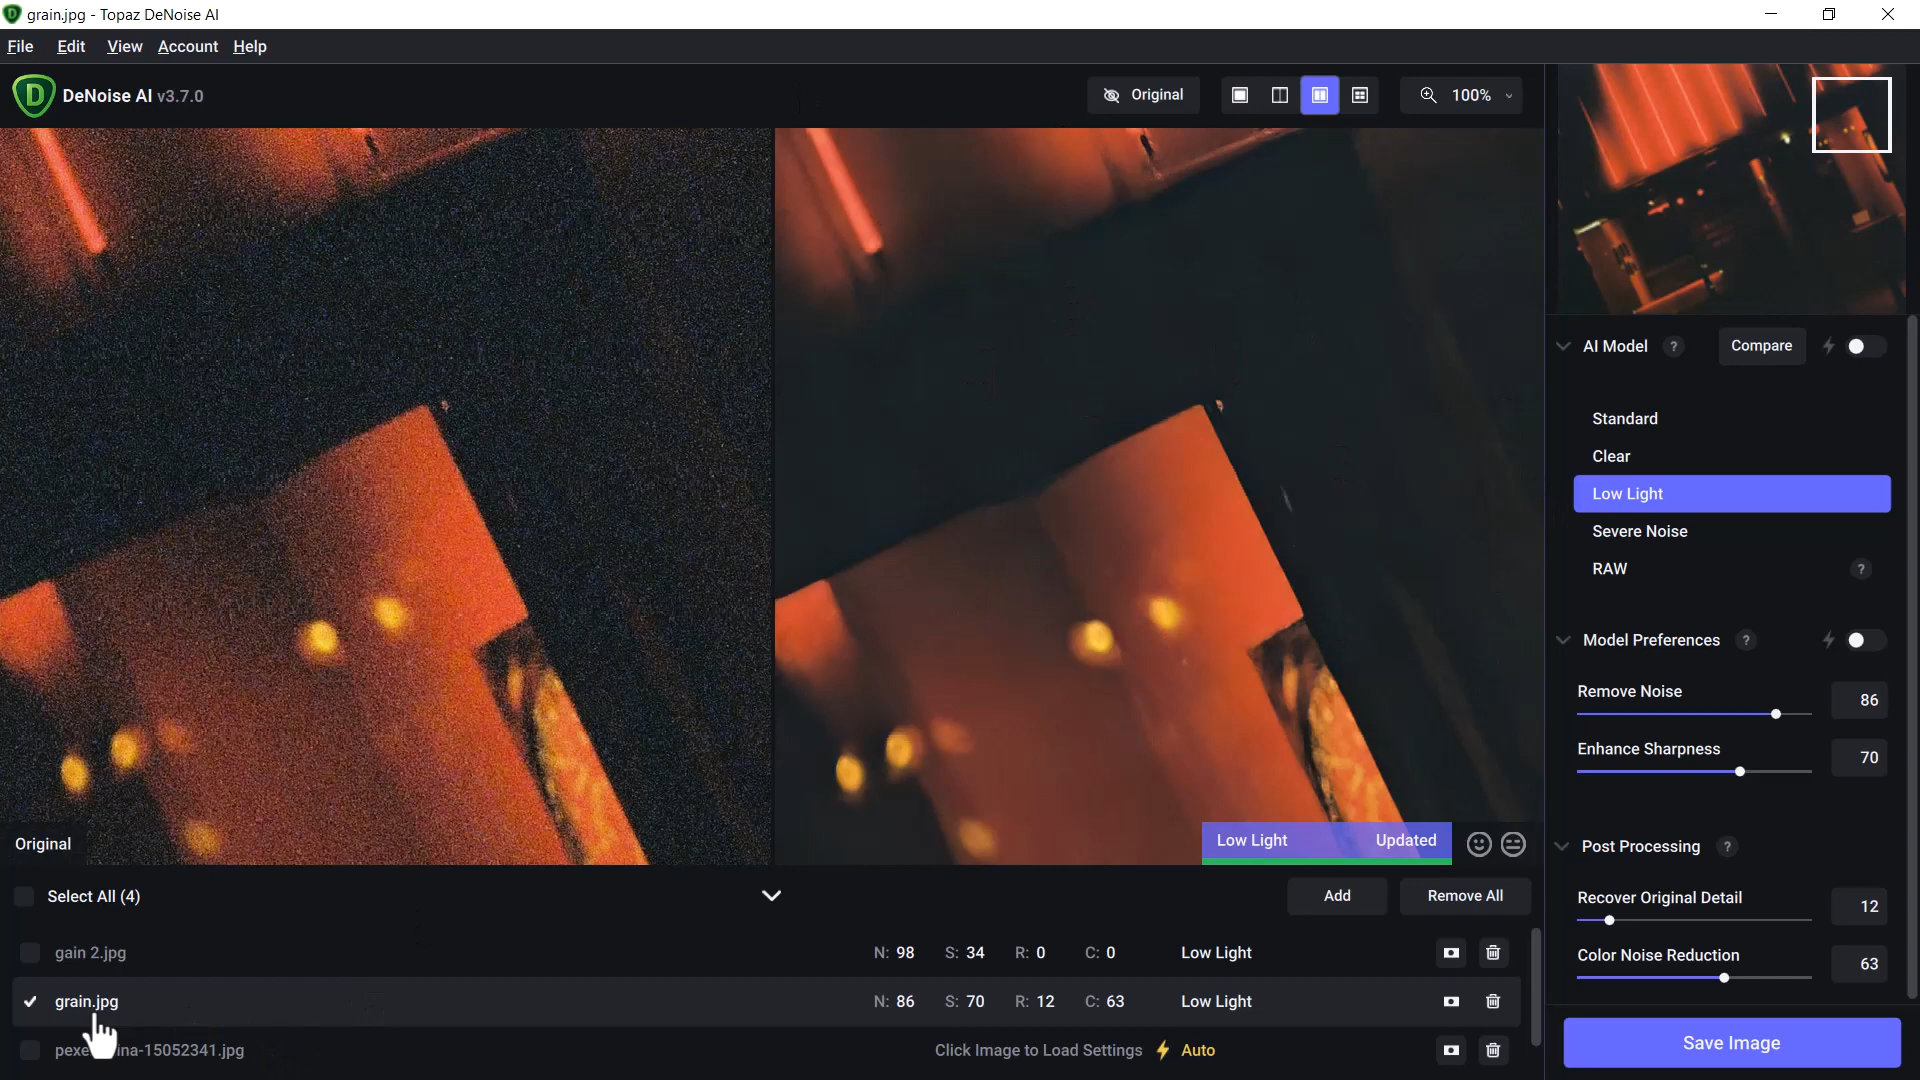 grain.jpg - Topaz DeNoise AI
File Edit View Account Help
DeNoise AI v3.7.0
Original
100%
AI Model ? Compare
Standard
Clear
Low Light
Severe Noise
RAW ?
Model Preferences ?
Remove Noise 86
Enhance Sharpness 70
Post Processing ?
Recover Original Detail 12
Color Noise Reduction 63
Save Image
Original
Low Light Updated
Select All (4) Add Remove All
gain 2.jpg N: 98 S: 34 R: 0 C: 0 Low Light
grain.jpg N: 86 S: 70 R: 12 C: 63 Low Light
Click Image to Load Settings Auto